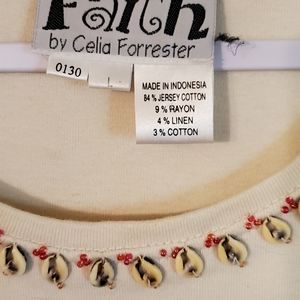 Faith
by Celia Forrester
0130
L
MADE IN INDONESIA
84% JERSEY COTTON
9% RAYON
4% LINEN
3% COTTON